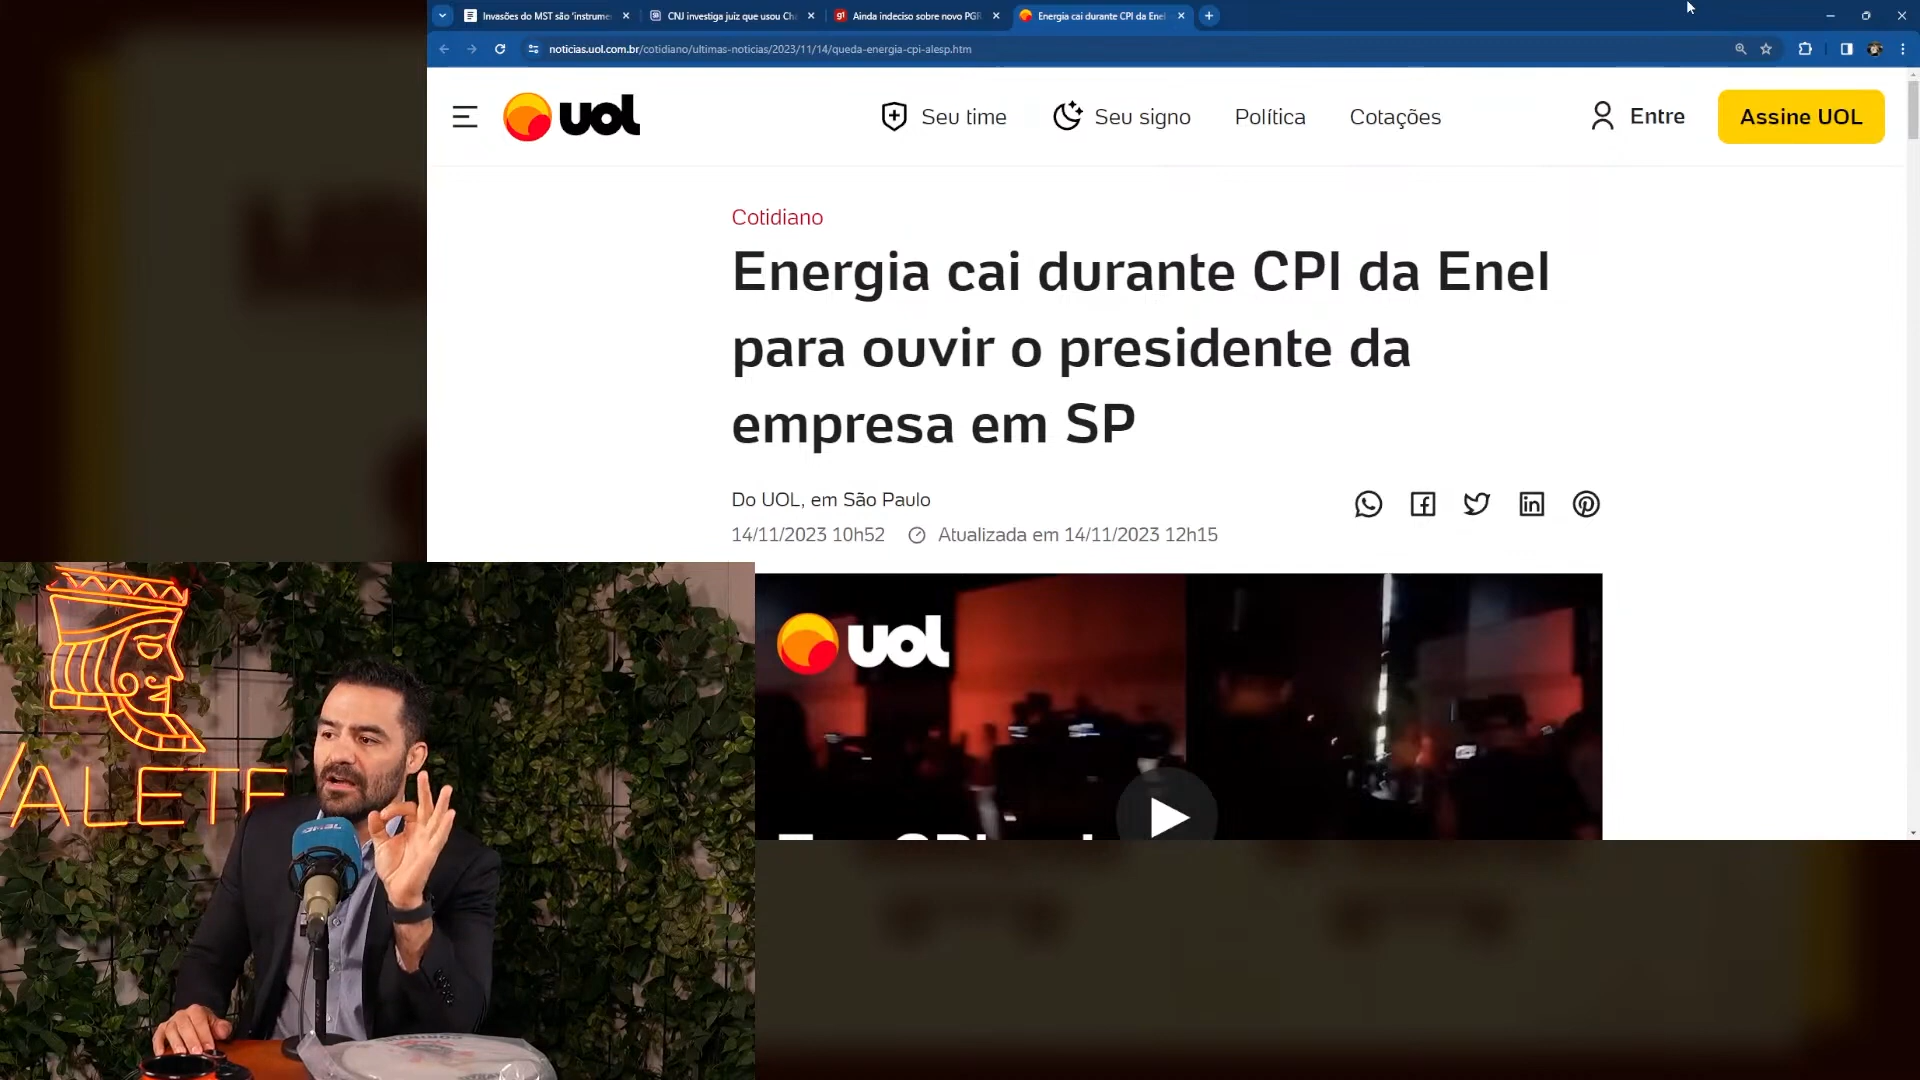 Invasões do MST são 'instrume
CNJ investiga juiz que usou Ch
Ainda indeciso sobre novo PGR
Energia cai durante CPI da Enel
noticias.uol.com.br/cotidiano/ultimas-noticias/2023/11/14/queda-energia-cpi-alesp.htm
uol
Seu time
Seu signo
Política
Cotações
Entre
Assine UOL
Cotidiano
Energia cai durante CPI da Enel
para ouvir o presidente da
empresa em SP
Do UOL, em São Paulo
14/11/2023 10h52
Atualizada em 14/11/2023 12h15
uol
VALETE